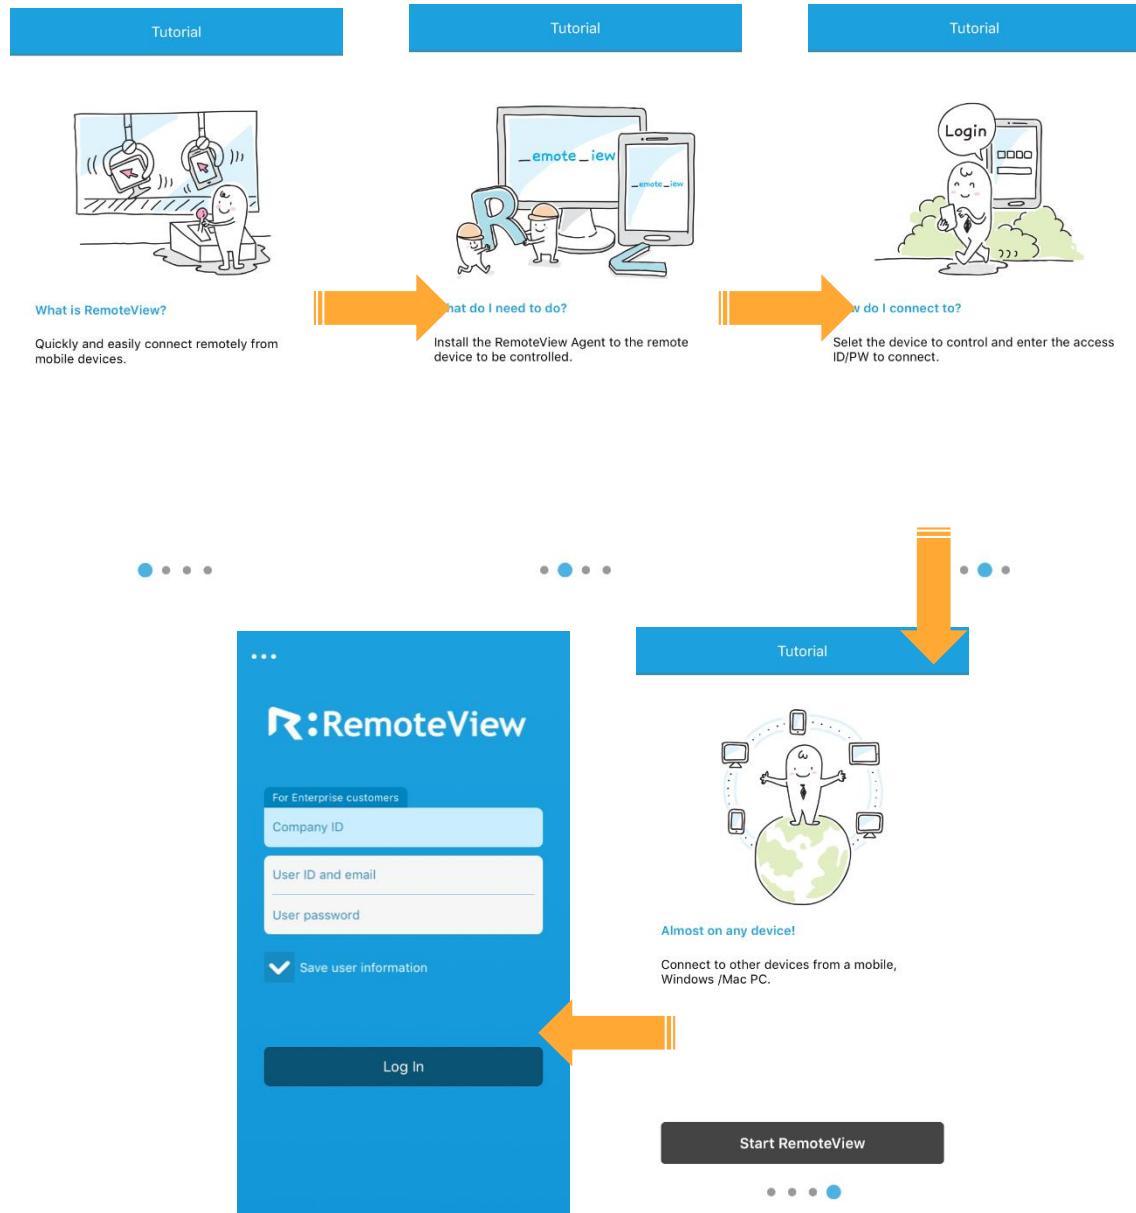 Tutorial
Tutorial
Tutorial
_emote_iew
_emote_iew
R
V
Login
What is RemoteView?
Quickly and easily connect remotely from
mobile devices.
hat do I need to do?
Install the RemoteView Agent to the remote
device to be controlled.
w do I connect to?
Selet the device to control and enter the access
ID/PW to connect.
R:RemoteView
For Enterprise customers
Company ID
User ID and email
User password
Save user information
Log In
Tutorial
Almost on any device!
Connect to other devices from a mobile,
Windows /Mac PC.
Start RemoteView